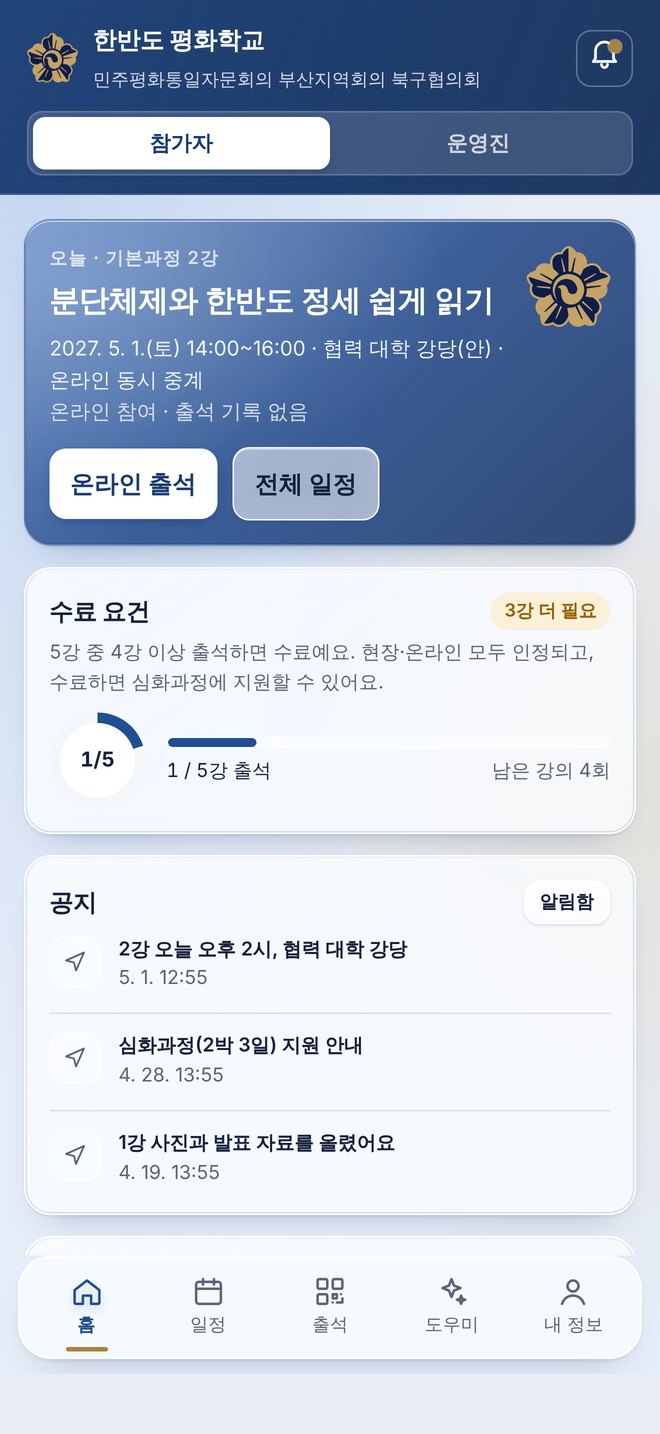 한반도 평화학교
민주평화통일자문회의 부산지역회의 북구협의회
참가자
운영진
오늘 · 기본과정 2강
분단체제와 한반도 정세 쉽게 읽기
2027. 5. 1.(토) 14:00~16:00 · 협력 대학 강당(안) ·
온라인 동시 중계
온라인 참여 · 출석 기록 없음
온라인 출석
전체 일정
수료 요건
3강 더 필요
5강 중 4강 이상 출석하면 수료예요. 현장·온라인 모두 인정되고,
수료하면 심화과정에 지원할 수 있어요.
1/5
1 / 5강 출석
남은 강의 4회
공지
알림함
2강 오늘 오후 2시, 협력 대학 강당
5. 1. 12:55
심화과정(2박 3일) 지원 안내
4. 28. 13:55
1강 사진과 발표 자료를 올렸어요
4. 19. 13:55
홈
일정
출석
도우미
내 정보